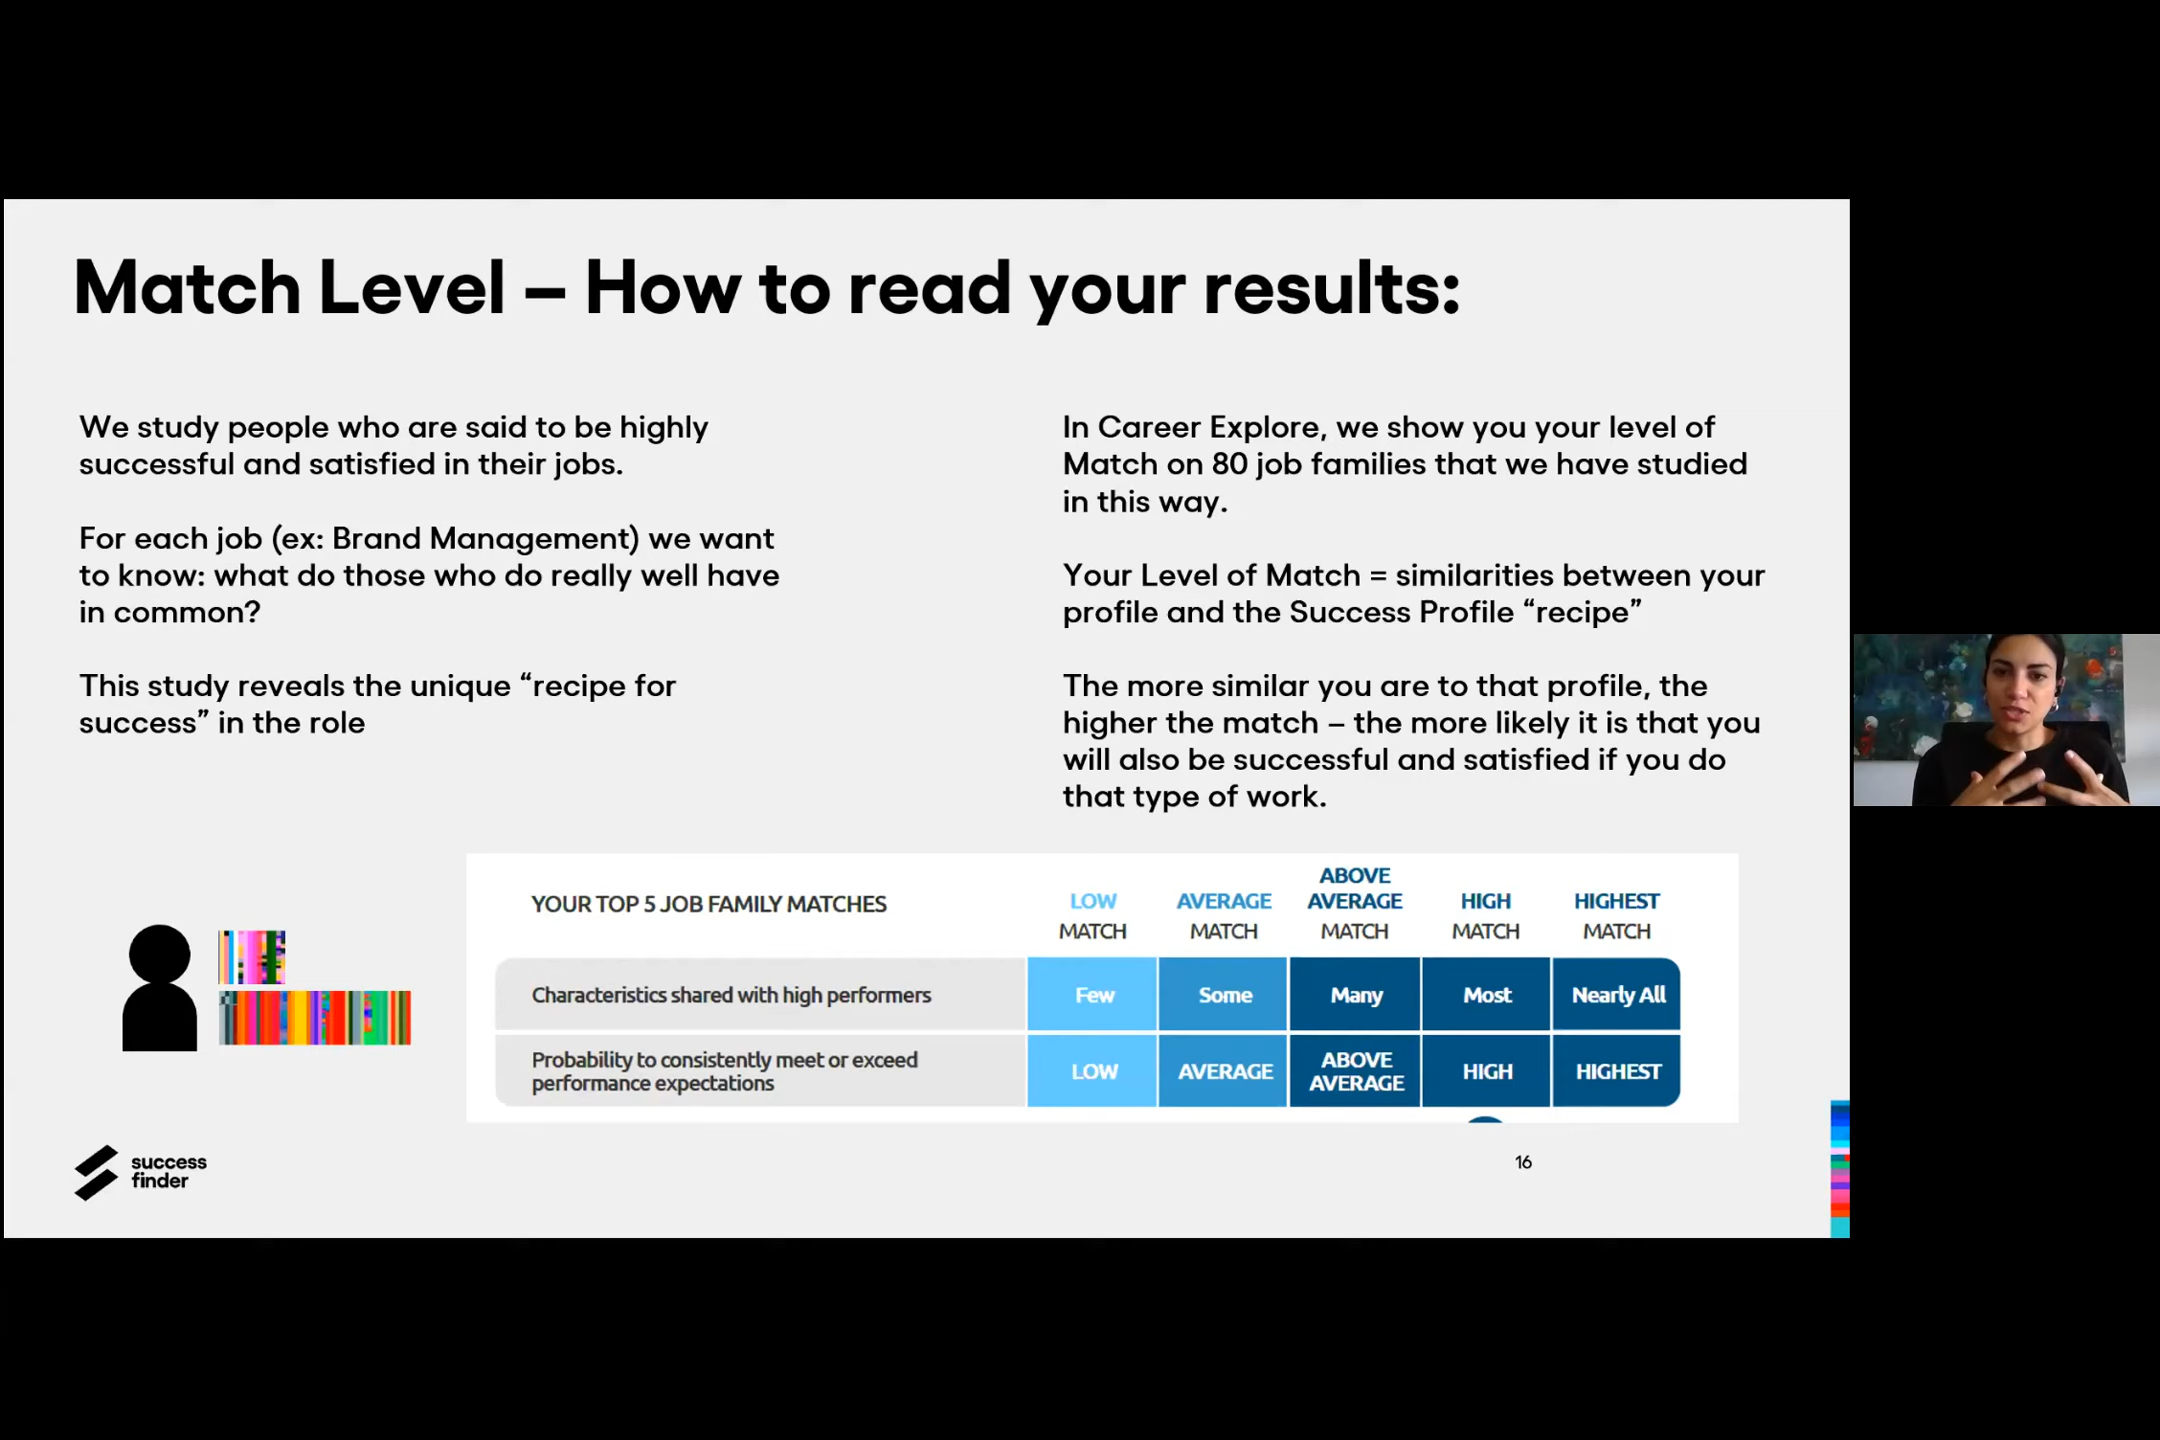 Match Level – How to read your results:
We study people who are said to be highly
successful and satisfied in their jobs.
For each job (ex: Brand Management) we want
to know: what do those who do really well have
in common?
This study reveals the unique “recipe for
success” in the role
In Career Explore, we show you your level of
Match on 80 job families that we have studied
in this way.
Your Level of Match = similarities between your
profile and the Success Profile “recipe”
The more similar you are to that profile, the
higher the match – the more likely it is that you
will also be successful and satisfied if you do
that type of work.
YOUR TOP 5 JOB FAMILY MATCHES
LOW
MATCH
AVERAGE
MATCH
ABOVE
AVERAGE
MATCH
HIGH
MATCH
HIGHEST
MATCH
Characteristics shared with high performers
Few
Some
Many
Most
Nearly All
Probability to consistently meet or exceed
performance expectations
LOW
AVERAGE
ABOVE
AVERAGE
HIGH
HIGHEST
success
finder
16